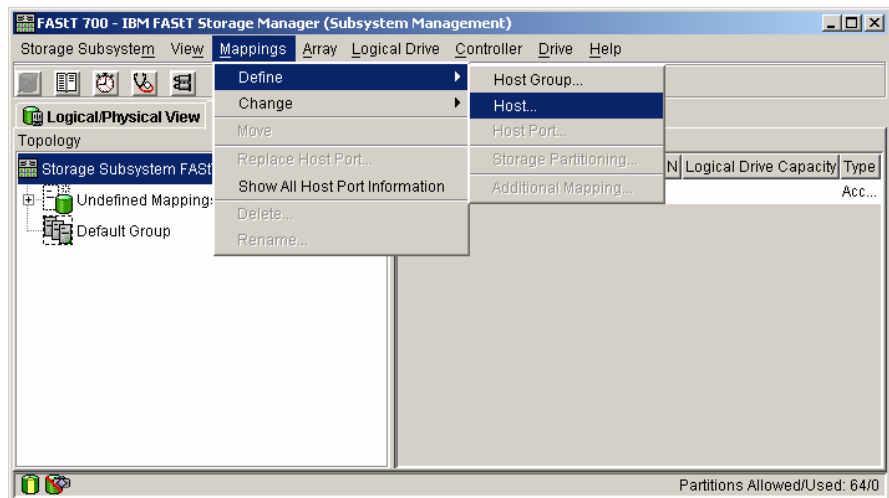 FAStT 700 - IBM FAStT Storage Manager (Subsystem Management)
Storage Subsystem View Mappings Array Logical Drive Controller Drive Help
Define
Change
Move
Replace Host Port...
Show All Host Port Information
Delete...
Rename...
Host Group...
Host...
Host Port...
Storage Partitioning...
Additional Mapping...
Logical/Physical View
Topology
Storage Subsystem FASt
Undefined Mappings
Default Group
N Logical Drive Capacity Type
Acc...
Partitions Allowed/Used: 64/0